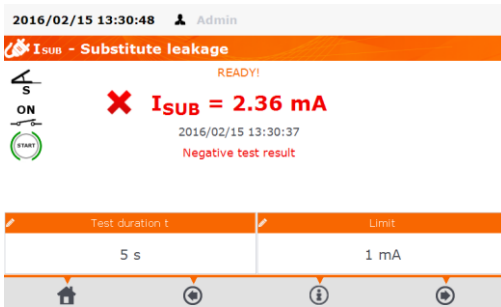 2016/02/15 13:30:48 Admin
ISUB - Substitute leakage
READY!
S
ISUB = 2.36 mA
ON
2016/02/15 13:30:37
START
Negative test result
Test duration t
Limit
5 s
1 mA